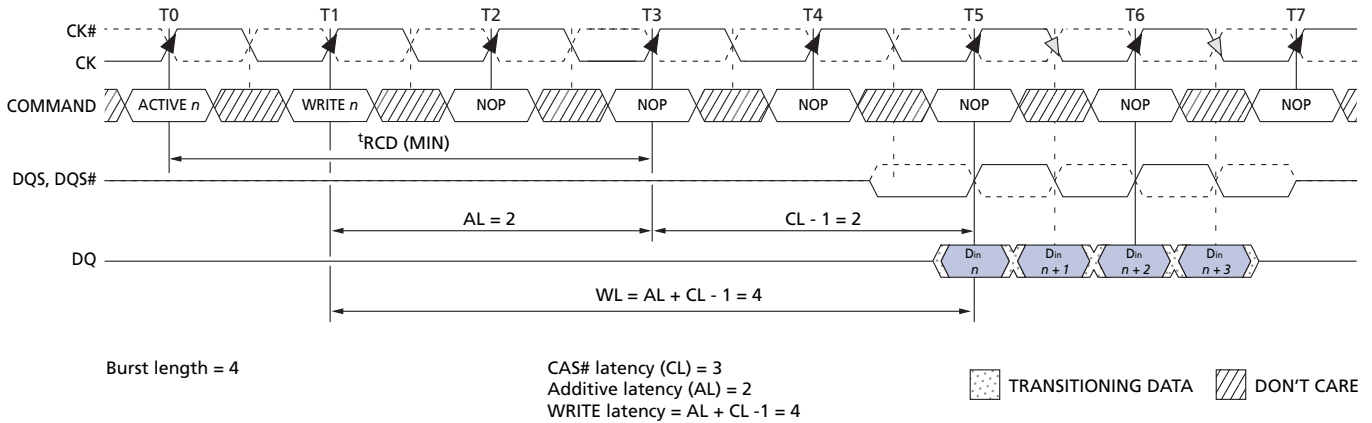 T0 T1 T2 T3 T4 T5 T6 T7
CK#
CK
COMMAND ACTIVE n WRITE n NOP NOP NOP NOP NOP NOP
tRCD (MIN)
DQS, DQS#
AL = 2 CL - 1 = 2
DQ Din n Din n + 1 Din n + 2 Din n + 3
WL = AL + CL - 1 = 4
Burst length = 4
CAS# latency (CL) = 3
Additive latency (AL) = 2
WRITE latency = AL + CL -1 = 4
TRANSITIONING DATA DON'T CARE